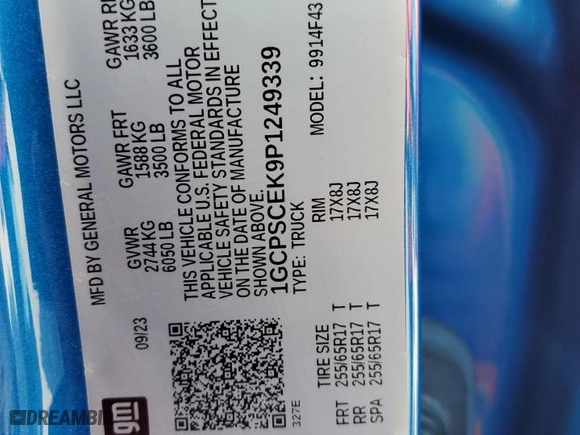 MFD BY GENERAL MOTORS LLC
09/23
GVWR
2744 KG
6050 LB
GAWR FRT
1588 KG
3500 LB
GAWR RR
1633 KG
3600 LB
THIS VEHICLE CONFORMS TO ALL
APPLICABLE U.S. FEDERAL MOTOR
VEHICLE SAFETY STANDARDS IN EFFECT
ON THE DATE OF MANUFACTURE
SHOWN ABOVE.
1GCPSCEK9P1249339
TYPE: TRUCK
MODEL: 9914F43
gm
327E
TIRE SIZE RIM
FRT 255/65R17 T 17X8J
RR 255/65R17 T 17X8J
SPA 255/65R17 T 17X8J
DREAMBID